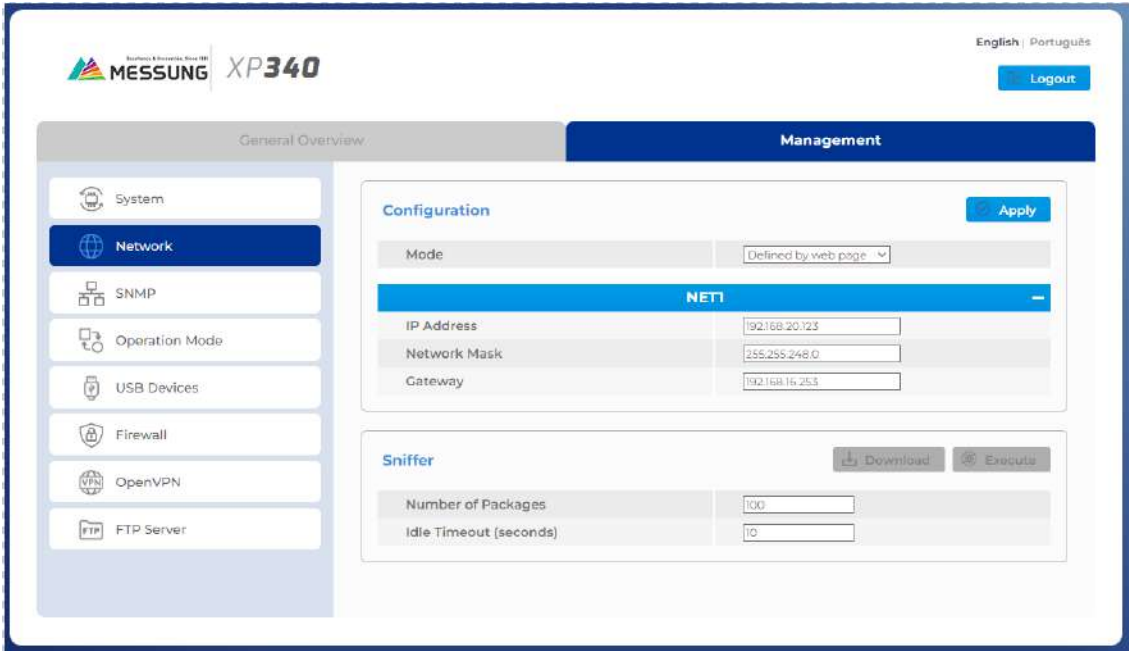 English | Português
MESSUNG XP340
Logout
General Overview
Management
System
Network
SNMP
Operation Mode
USB Devices
Firewall
VPN OpenVPN
FTP FTP Server
Configuration
Apply
Mode Defined by web page
NET1
IP Address 192.168.20.123
Network Mask 255.255.248.0
Gateway 192.168.16.253
Sniffer
Download
Execute
Number of Packages 100
Idle Timeout (seconds) 10